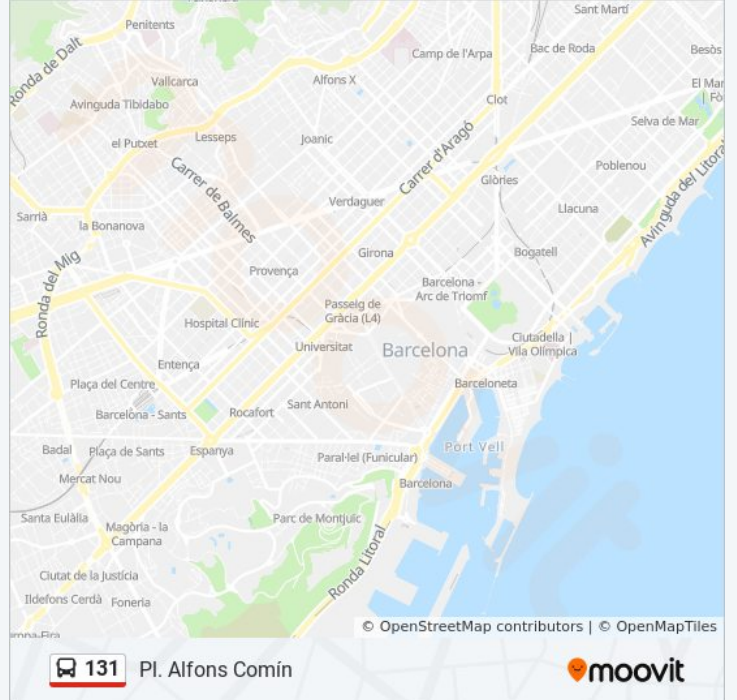 Sant Martí
Penitents
Ronda de Dalt
Camp de l'Arpa
Bac de Roda
Besòs
Vallcarca
Alfons X
El Mar
| Fò
Avinguda Tibidabo
Clot
Selva de Mar
el Putxet
Lesseps
Joanic
Carrer d'Aragó
Poblenou
Carrer de Balmes
Glòries
Avinguda del Litoral
Verdaguer
Llacuna
Sarrià
la Bonanova
Girona
Bogatell
Ronda del Mig
Provença
Barcelona -
Arc de Triomf
Passeig de
Gràcia (L4)
Hospital Clínic
Universitat
Barcelona
Ciutadella |
Vila Olímpica
Entença
Plaça del Centre
Barceloneta
Barcelona - Sants
Rocafort
Sant Antoni
Badal
Plaça de Sants
Espanya
Paral·lel (Funicular)
Port Vell
Mercat Nou
Barcelona
Santa Eulàlia
Magòria - la
Campana
Parc de Montjuïc
Ronda Litoral
Ciutat de la Justícia
Ildefons Cerdà
Foneria
© OpenStreetMap contributors | © OpenMapTiles
131 Pl. Alfons Comín
moovit